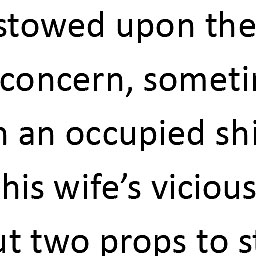 stowed upon the
concern, someti
n an occupied shi
his wife’s vicious
ut two props to st